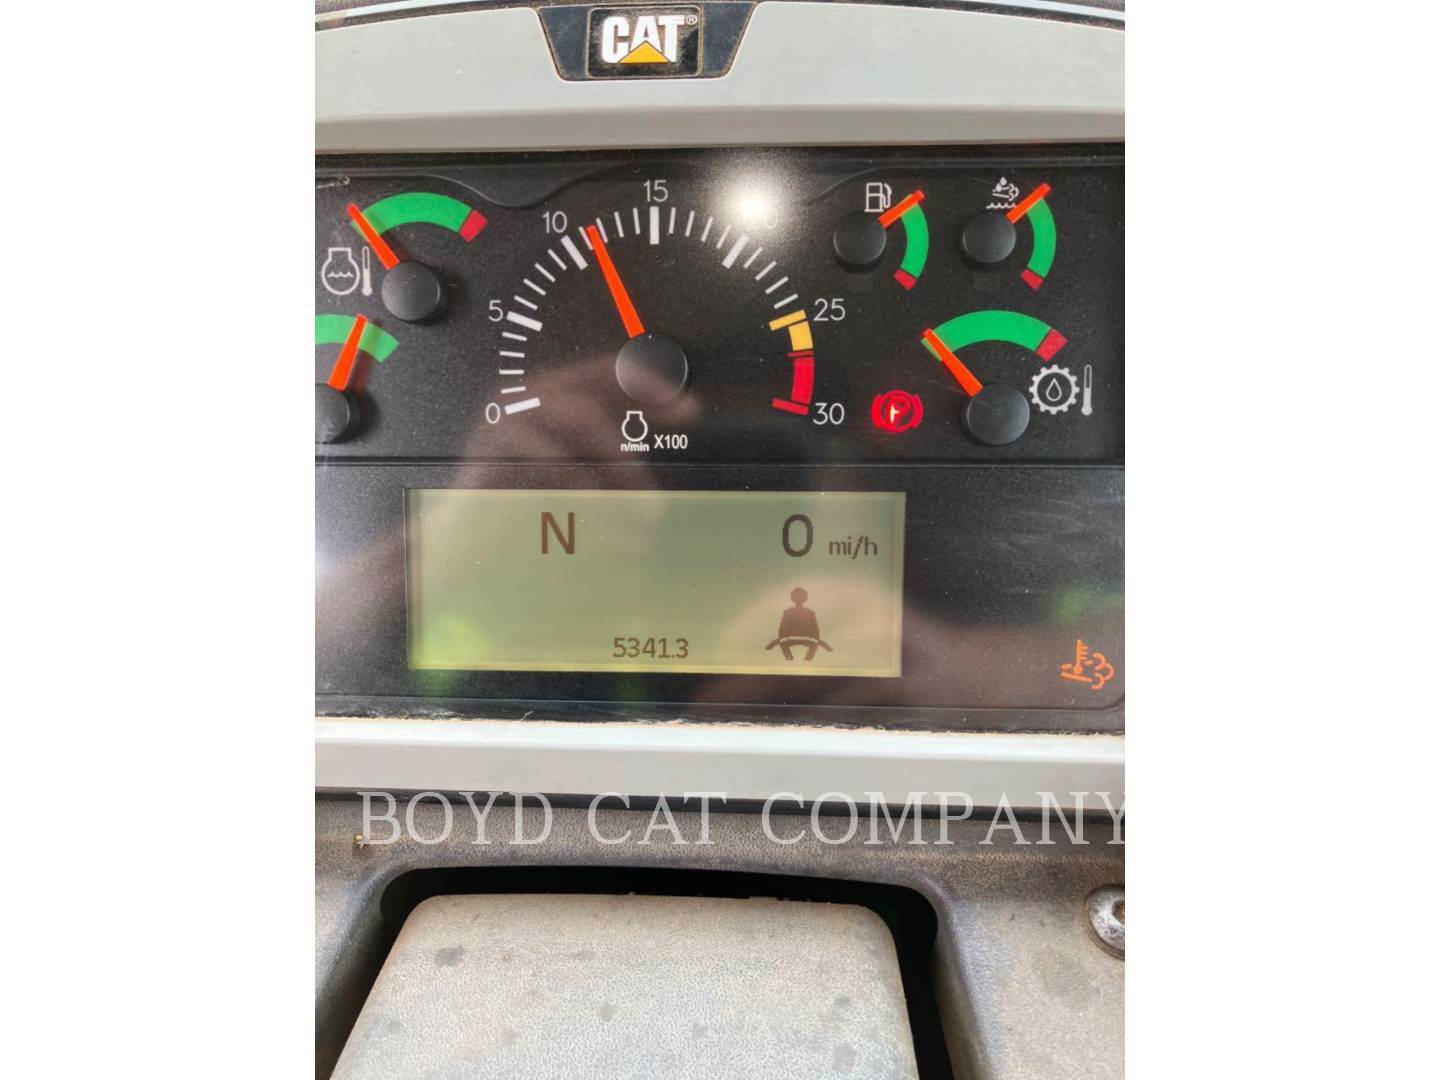 CAT®
15
10
5
25
0
30
n/min X100
P
N 0 mi/h
5341.3
BOYD CAT COMPANY